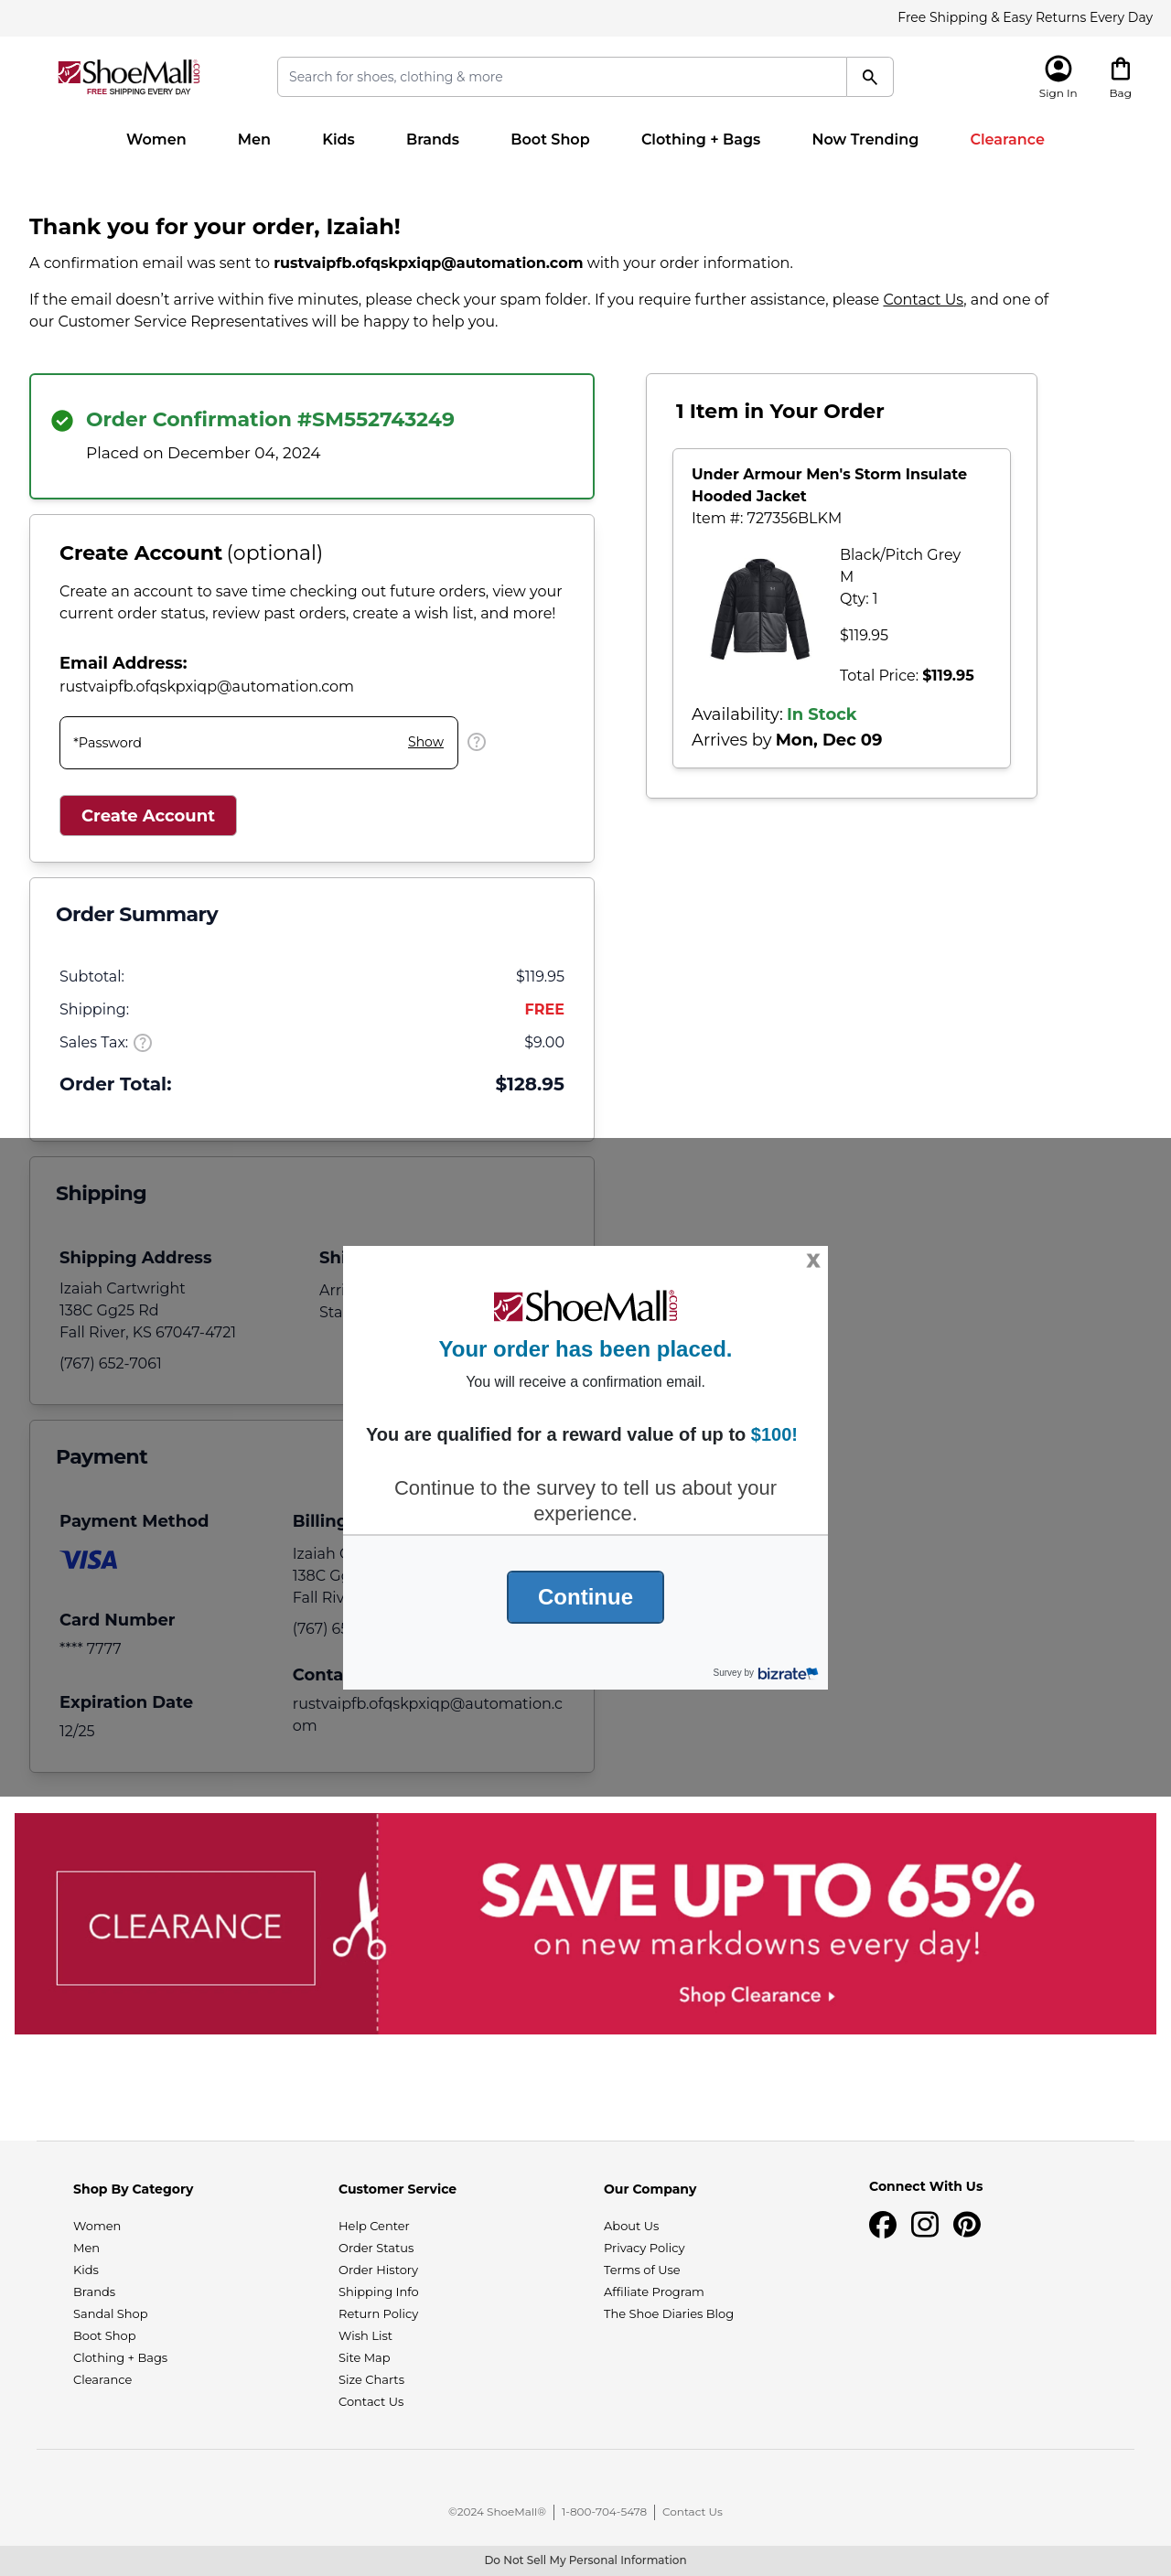 Free Shipping & Easy Returns Every Day
ShoeMall.com
FREE SHIPPING EVERY DAY
Search for shoes, clothing & more
Sign In
Bag
Women
Men
Kids
Brands
Boot Shop
Clothing + Bags
Now Trending
Clearance
Thank you for your order, Izaiah!
A confirmation email was sent to rustvaipfb.ofqskpxiqp@automation.com with your order information.
If the email doesn’t arrive within five minutes, please check your spam folder. If you require further assistance, please Contact Us, and one of
our Customer Service Representatives will be happy to help you.
Order Confirmation #SM552743249
Placed on December 04, 2024
Create Account (optional)
Create an account to save time checking out future orders, view your
current order status, review past orders, create a wish list, and more!
Email Address:
rustvaipfb.ofqskpxiqp@automation.com
*Password
Show
?
Create Account
Order Summary
Subtotal: $119.95
Shipping: FREE
Sales Tax: ? $9.00
Order Total: $128.95
1 Item in Your Order
Under Armour Men's Storm Insulate
Hooded Jacket
Item #: 727356BLKM
Black/Pitch Grey
M
Qty: 1
$119.95
Total Price: $119.95
Availability: In Stock
Arrives by Mon, Dec 09
Shipping
Shipping Address
Izaiah Cartwright
138C Gg25 Rd
Fall River, KS 67047-4721
(767) 652-7061
Shi
Arri
Sta
Payment
Payment Method
VISA
Card Number
**** 7777
Expiration Date
12/25
Billing
Izaiah C
138C Gg
Fall Riv
(767) 65
Conta
rustvaipfb.ofqskpxiqp@automation.c
om
X
ShoeMall.com
Your order has been placed.
You will receive a confirmation email.
You are qualified for a reward value of up to $100!
Continue to the survey to tell us about your
experience.
Continue
Survey by bizrate
CLEARANCE
SAVE UP TO 65%
on new markdowns every day!
Shop Clearance
Shop By Category
Women
Men
Kids
Brands
Sandal Shop
Boot Shop
Clothing + Bags
Clearance
Customer Service
Help Center
Order Status
Order History
Shipping Info
Return Policy
Wish List
Site Map
Size Charts
Contact Us
Our Company
About Us
Privacy Policy
Terms of Use
Affiliate Program
The Shoe Diaries Blog
Connect With Us
©2024 ShoeMall®
1-800-704-5478
Contact Us
Do Not Sell My Personal Information